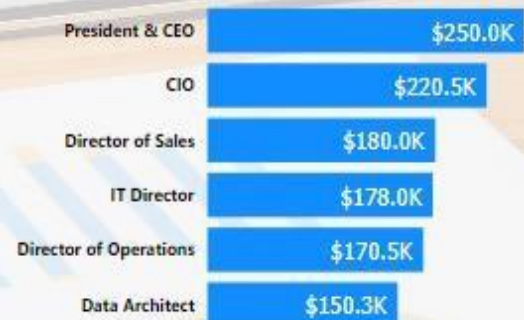 President & CEO $250.0K
CIO $220.5K
Director of Sales $180.0K
IT Director $178.0K
Director of Operations $170.5K
Data Architect $150.3K